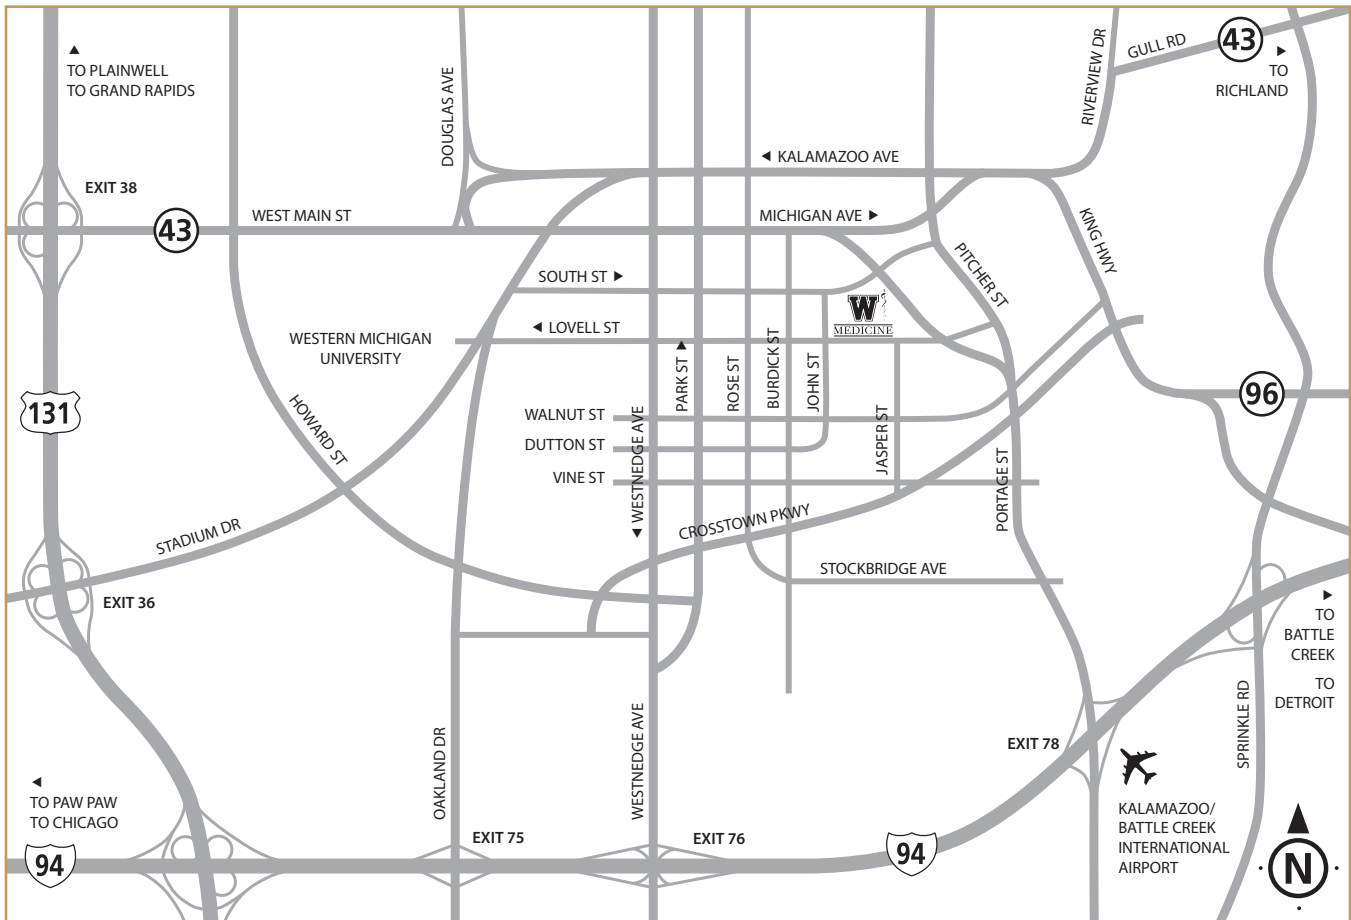 43
GULL RD
RIVERVIEW DR
TO
RICHLAND
TO PLAINWELL
TO GRAND RAPIDS
DOUGLAS AVE
KALAMAZOO AVE
EXIT 38
43
WEST MAIN ST
MICHIGAN AVE
KING HWY
PITCHER ST
SOUTH ST
W
MEDICINE
LOVELL ST
WESTERN MICHIGAN
UNIVERSITY
PARK ST
ROSE ST
BURDICK ST
JOHN ST
131
96
HOWARD ST
WALNUT ST
DUTTON ST
VINE ST
WESTNEDGE AVE
JASPER ST
PORTAGE ST
STADIUM DR
CROSSTOWN PKWY
STOCKBRIDGE AVE
EXIT 36
TO
BATTLE
CREEK
TO
DETROIT
SPRINKLE RD
OAKLAND DR
WESTNEDGE AVE
EXIT 78
TO PAW PAW
TO CHICAGO
94
EXIT 75
EXIT 76
94
KALAMAZOO/
BATTLE CREEK
INTERNATIONAL
AIRPORT
N